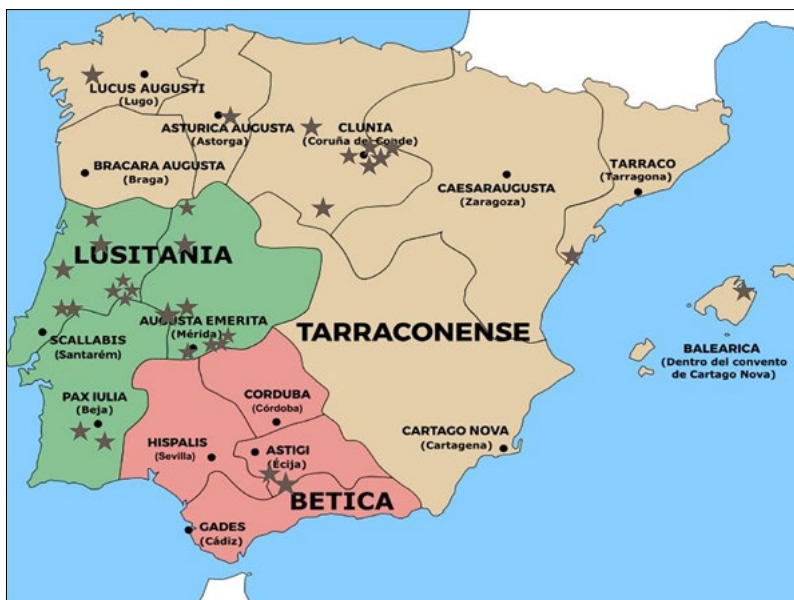 LUCUS AUGUSTI
(Lugo)
ASTURICA AUGUSTA
(Astorga)
CLUNIA
(Coruña del Conde)
BRACARA AUGUSTA
(Braga)
CAESARAUGUSTA
(Zaragoza)
TARRACO
(Tarragona)
LUSITANIA
AUGUSTA EMERITA
(Mérida)
SCALLABIS
(Santarém)
TARRACONENSE
BALEARICA
(Dentro del convento
de Cartago Nova)
PAX IULIA
(Beja)
CORDUBA
(Córdoba)
HISPALIS
(Sevilla)
ASTIGI
(Écija)
CARTAGO NOVA
(Cartagena)
BETICA
GADES
(Cádiz)